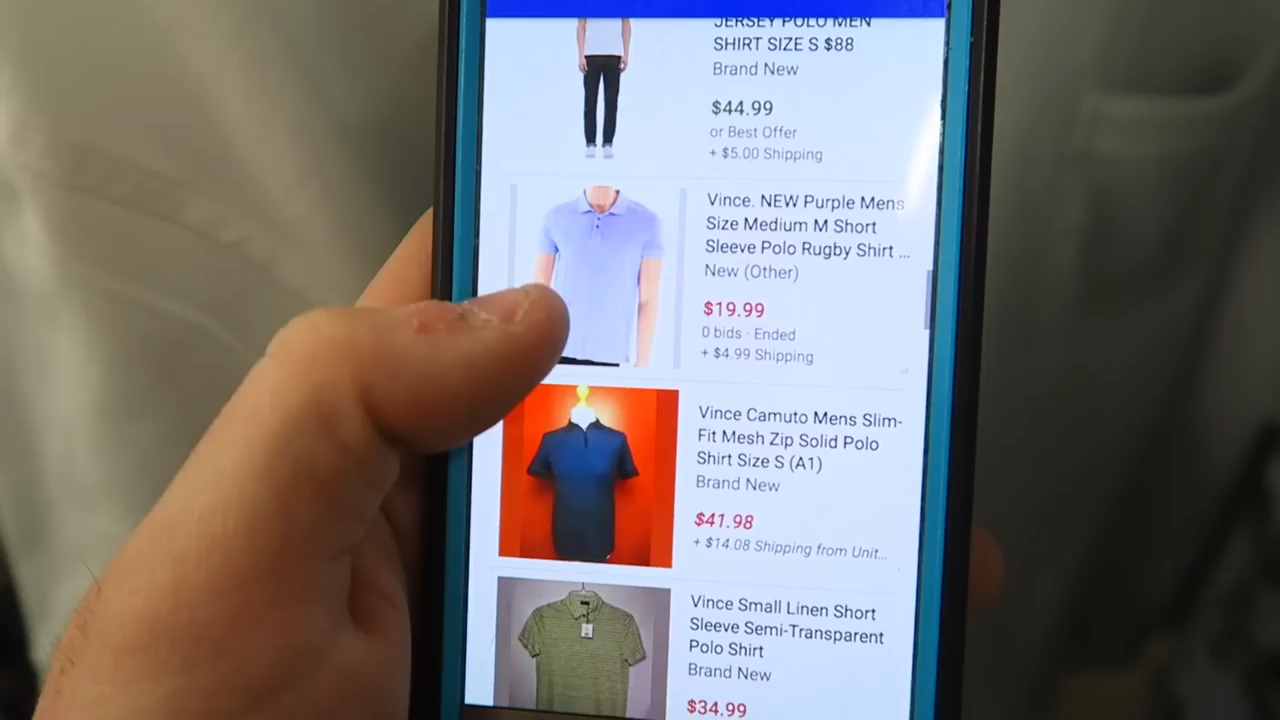 JERSEY POLO MEN
SHIRT SIZE S $88
Brand New
$44.99
or Best Offer
+ $5.00 Shipping
Vince. NEW Purple Mens
Size Medium M Short
Sleeve Polo Rugby Shirt ...
New (Other)
$19.99
0 bids · Ended
+ $4.99 Shipping
Vince Camuto Mens Slim-
Fit Mesh Zip Solid Polo
Shirt Size S (A1)
Brand New
$41.98
+ $14.08 Shipping from Unit...
Vince Small Linen Short
Sleeve Semi-Transparent
Polo Shirt
Brand New
$34.99